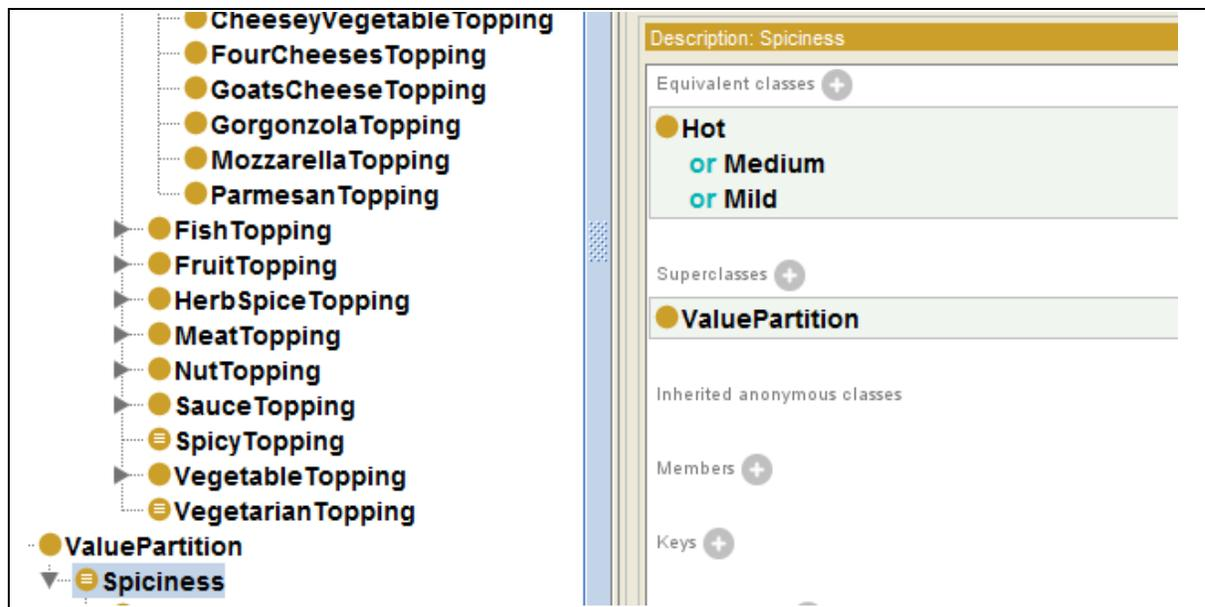 CheeseyVegetableTopping
FourCheesesTopping
GoatsCheeseTopping
GorgonzolaTopping
MozzarellaTopping
ParmesanTopping
FishTopping
FruitTopping
HerbSpiceTopping
MeatTopping
NutTopping
SauceTopping
SpicyTopping
VegetableTopping
VegetarianTopping
ValuePartition
Spiciness
Description: Spiciness
Equivalent classes
Hot
or Medium
or Mild
Superclasses
ValuePartition
Inherited anonymous classes
Members
Keys